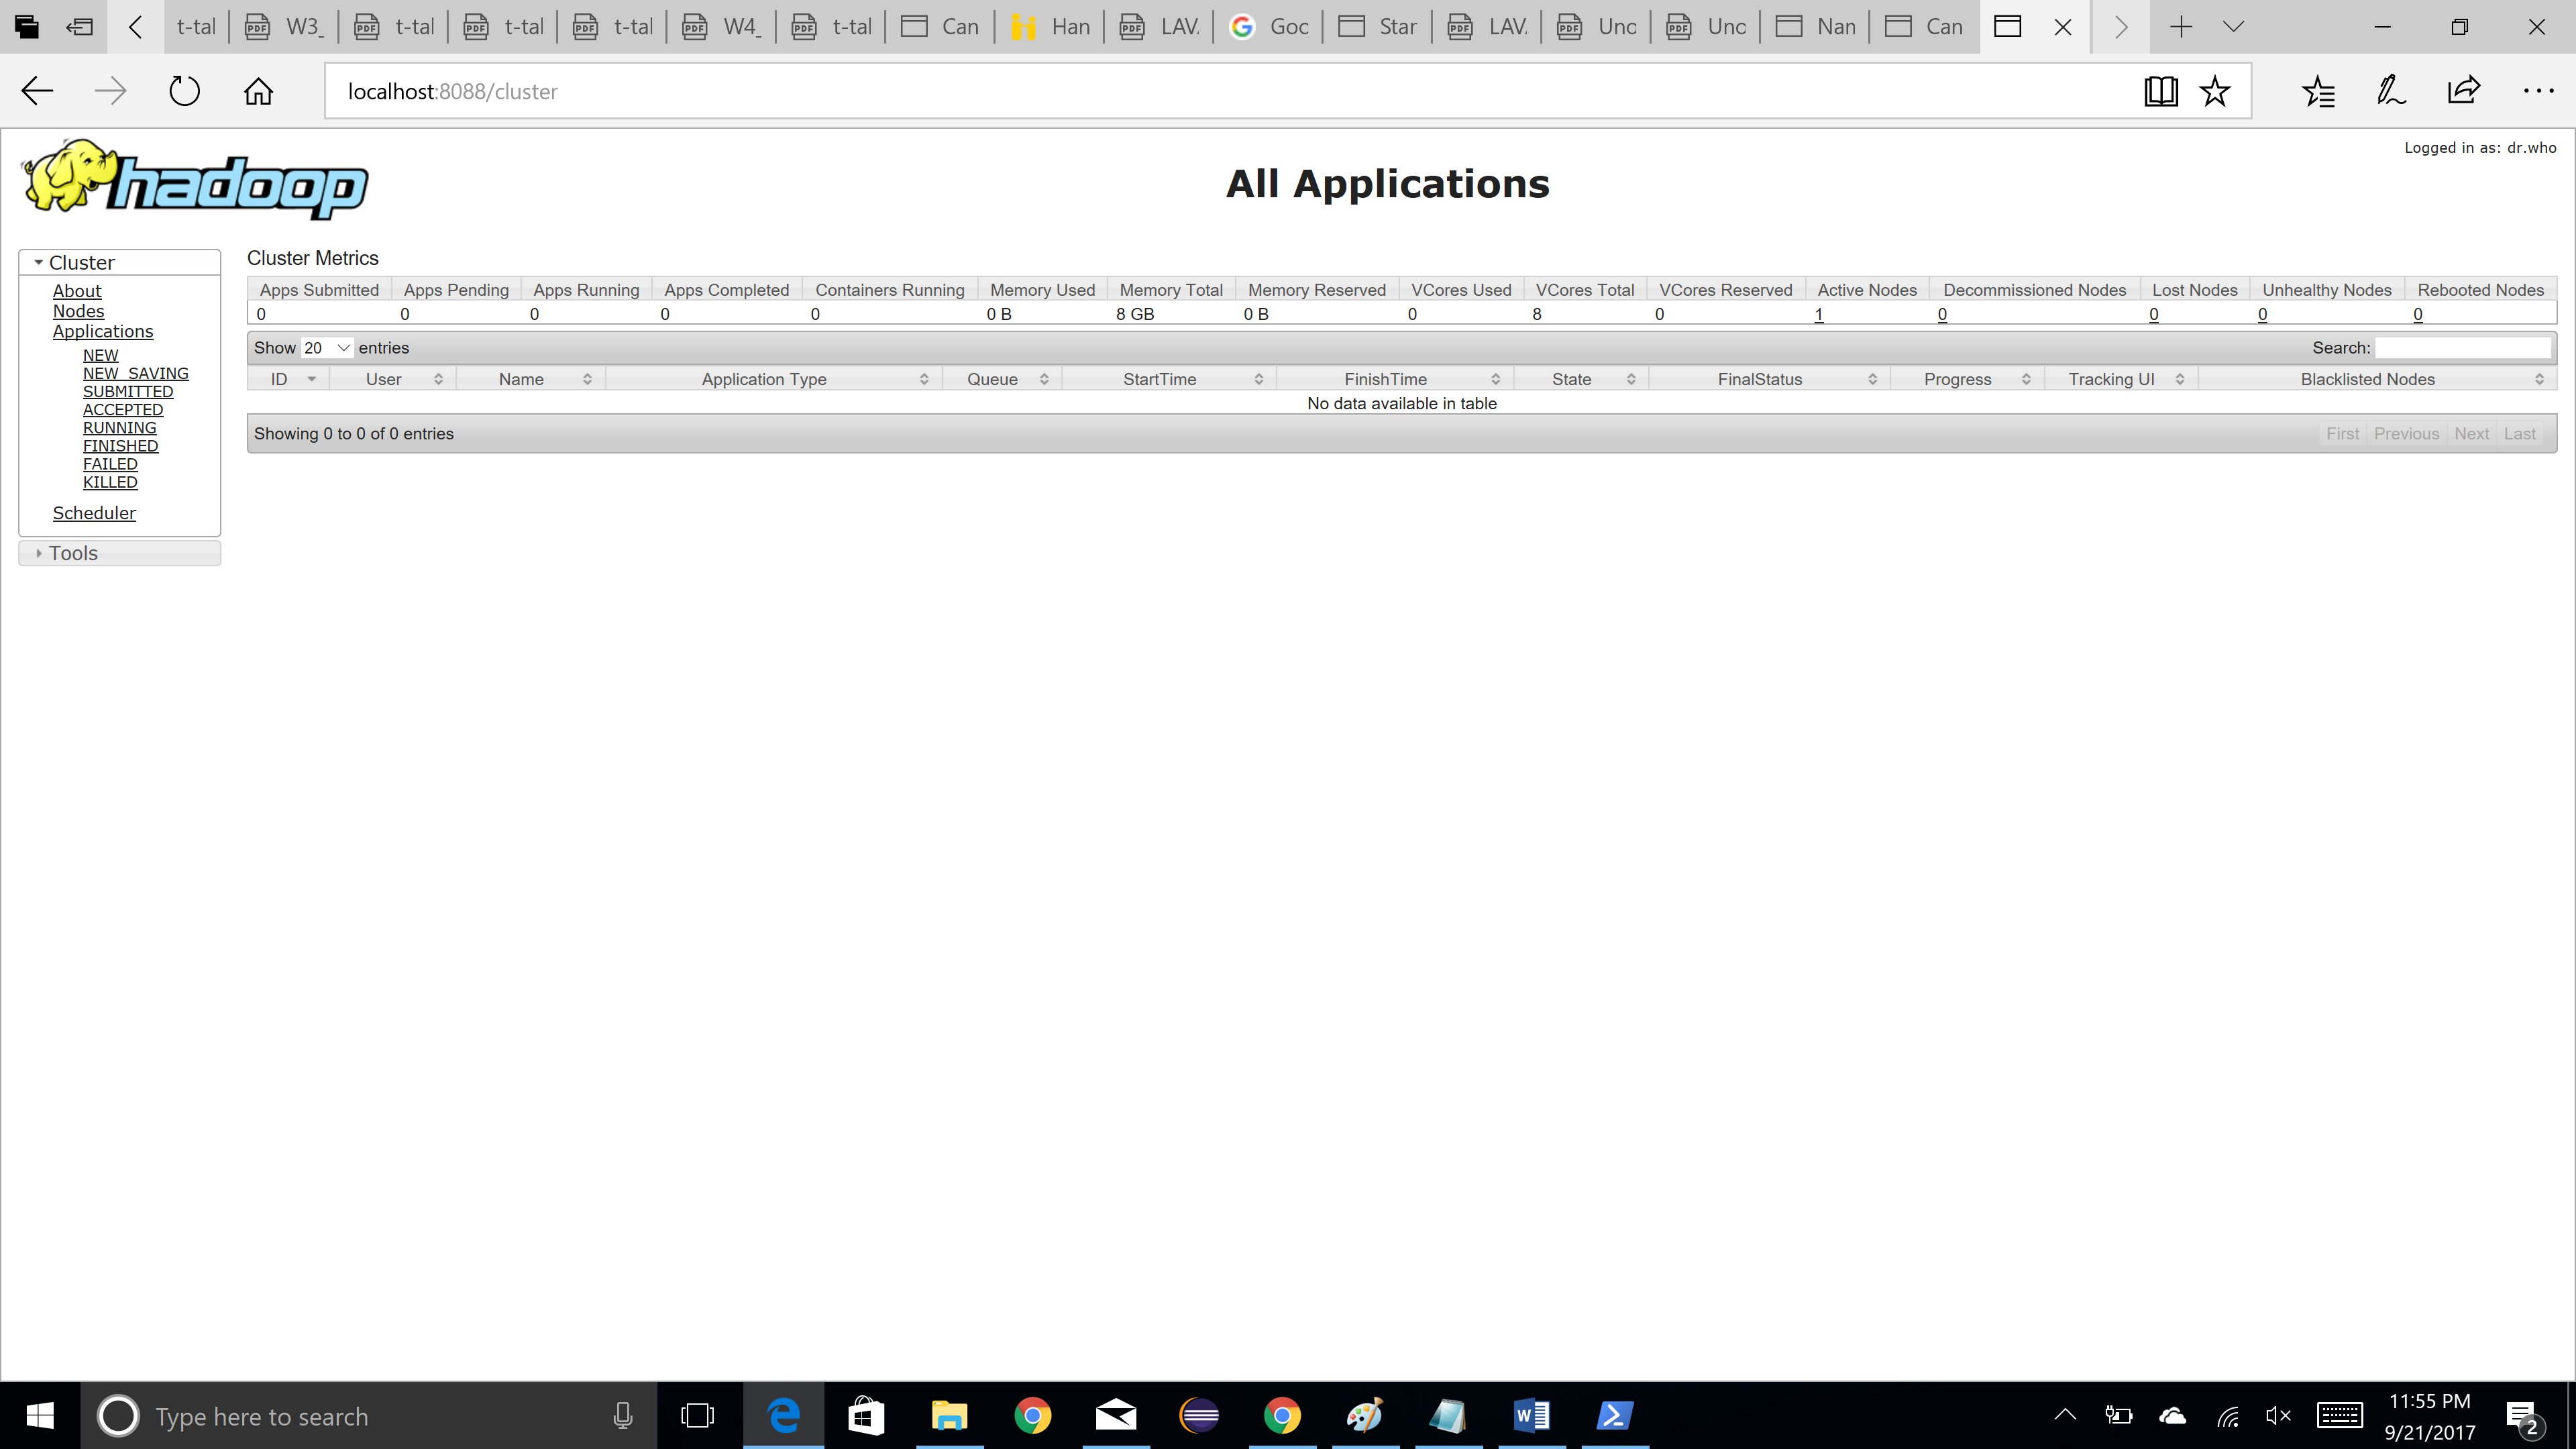 t-tal W3_ t-tal t-tal t-tal W4_ t-tal Can Han LAV. Goc Star LAV. Unc Unc Nan Can
localhost:8088/cluster
Logged in as: dr.who
hadoop
All Applications
Cluster
About
Nodes
Applications
NEW
NEW_SAVING
SUBMITTED
ACCEPTED
RUNNING
FINISHED
FAILED
KILLED
Scheduler
Tools
Cluster Metrics
Apps Submitted Apps Pending Apps Running Apps Completed Containers Running Memory Used Memory Total Memory Reserved VCores Used VCores Total VCores Reserved Active Nodes Decommissioned Nodes Lost Nodes Unhealthy Nodes Rebooted Nodes
0 0 0 0 0 0 B 8 GB 0 B 0 8 0 1 0 0 0 0
Show 20 entries Search:
ID User Name Application Type Queue StartTime FinishTime State FinalStatus Progress Tracking UI Blacklisted Nodes
No data available in table
Showing 0 to 0 of 0 entries First Previous Next Last
Type here to search
11:55 PM
9/21/2017
2